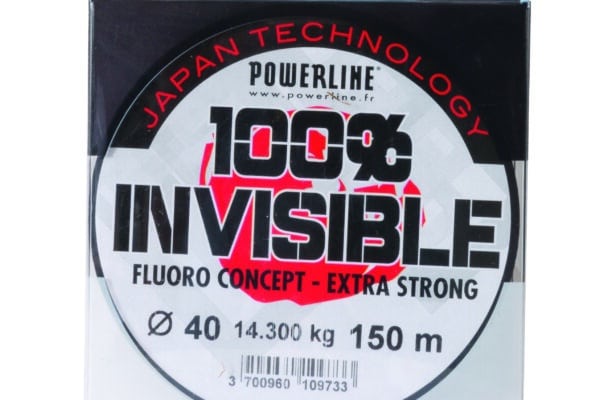 JAPAN TECHNOLOGY
POWERLINE®
www.powerline.fr
100%
INVISIBLE
FLUORO CONCEPT - EXTRA STRONG
Ø 40 14.300 kg 150 m
3 700960 109733